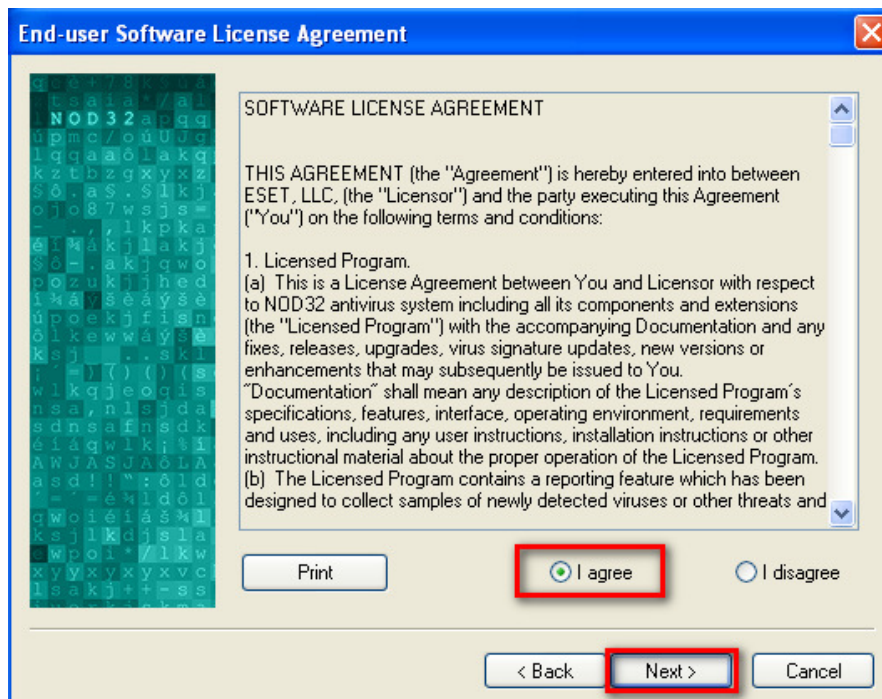 End-user Software License Agreement
NOD32
SOFTWARE LICENSE AGREEMENT
THIS AGREEMENT (the "Agreement") is hereby entered into between
ESET, LLC, (the "Licensor") and the party executing this Agreement
("You") on the following terms and conditions:
1. Licensed Program.
(a) This is a License Agreement between You and Licensor with respect
to NOD32 antivirus system including all its components and extensions
(the "Licensed Program") with the accompanying Documentation and any
fixes, releases, upgrades, virus signature updates, new versions or
enhancements that may subsequently be issued to You.
"Documentation" shall mean any description of the Licensed Program´s
specifications, features, interface, operating environment, requirements
and uses, including any user instructions, installation instructions or other
instructional material about the proper operation of the Licensed Program.
(b) The Licensed Program contains a reporting feature which has been
designed to collect samples of newly detected viruses or other threats and
Print
I agree
I disagree
< Back
Next >
Cancel